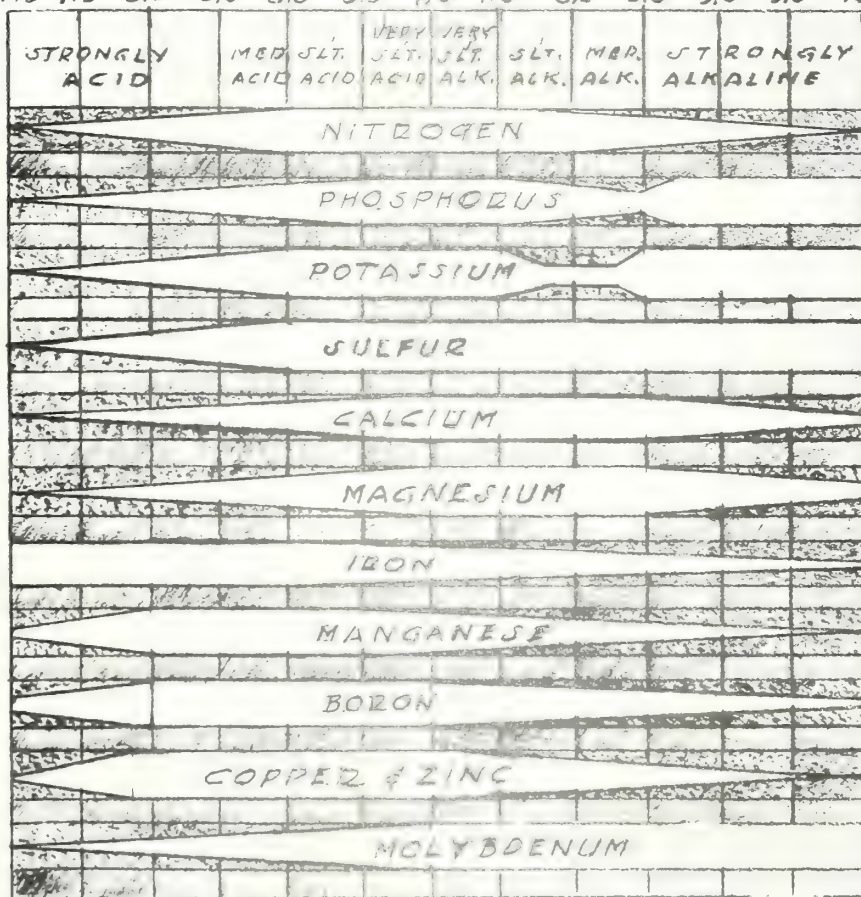 VERY VERY
STRONGLY MED. SLT. SLT. SLT. SLT. MED. STRONGLY
ACID ACID ACID ACID ALK. ALK. ALK. ALKALINE
NITROGEN
PHOSPHORUS
POTASSIUM
SULFUR
CALCIUM
MAGNESIUM
IRON
MANGANESE
BORON
COPPER & ZINC
MOLYBDENUM